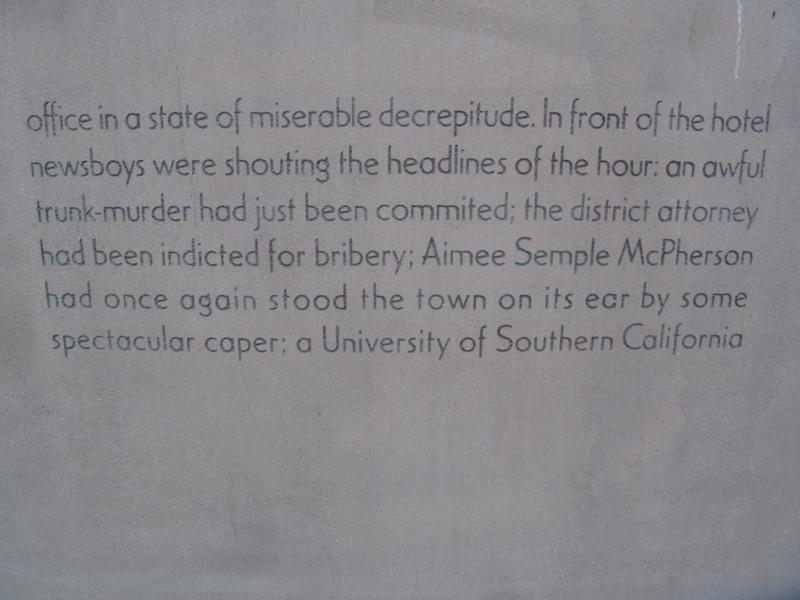 office in a state of miserable decrepitude. In front of the hotel
newsboys were shouting the headlines of the hour: an awful
trunk-murder had just been commited; the district attorney
had been indicted for bribery; Aimee Semple McPherson
had once again stood the town on its ear by some
spectacular caper; a University of Southern California